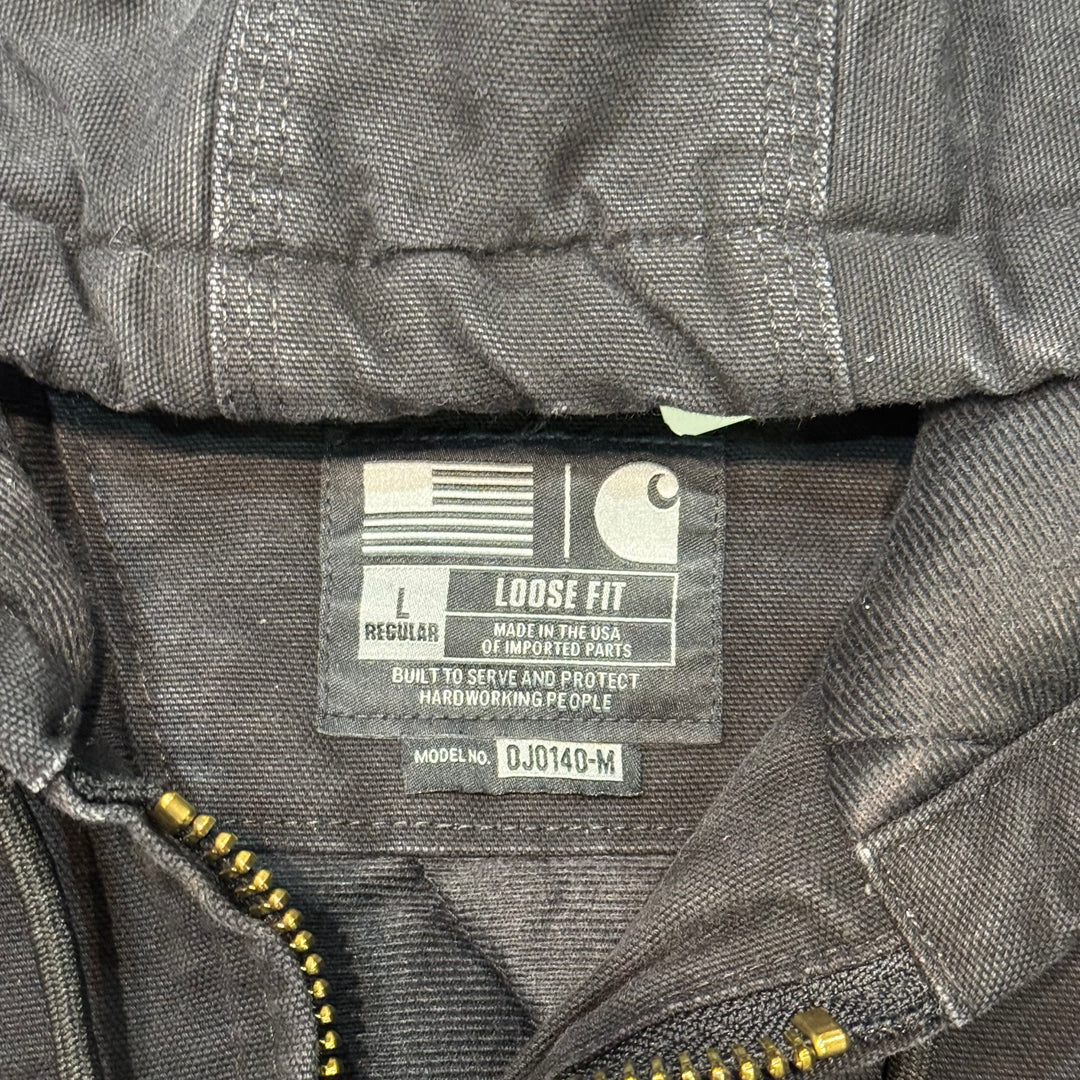 L
REGULAR
LOOSE FIT
MADE IN THE USA
OF IMPORTED PARTS
BUILT TO SERVE AND PROTECT
HARDWORKING PEOPLE
MODEL NO. OJ0140-M